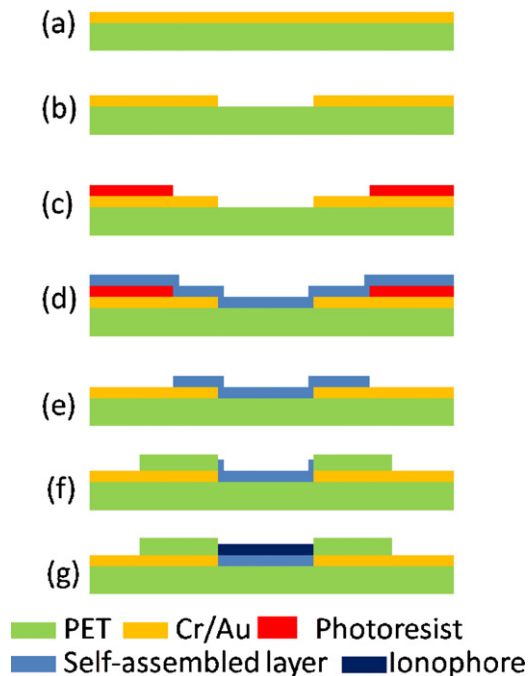 (a)
(b)
(c)
(d)
(e)
(f)
(g)
PET Cr/Au Photoresist
Self-assembled layer Ionophore